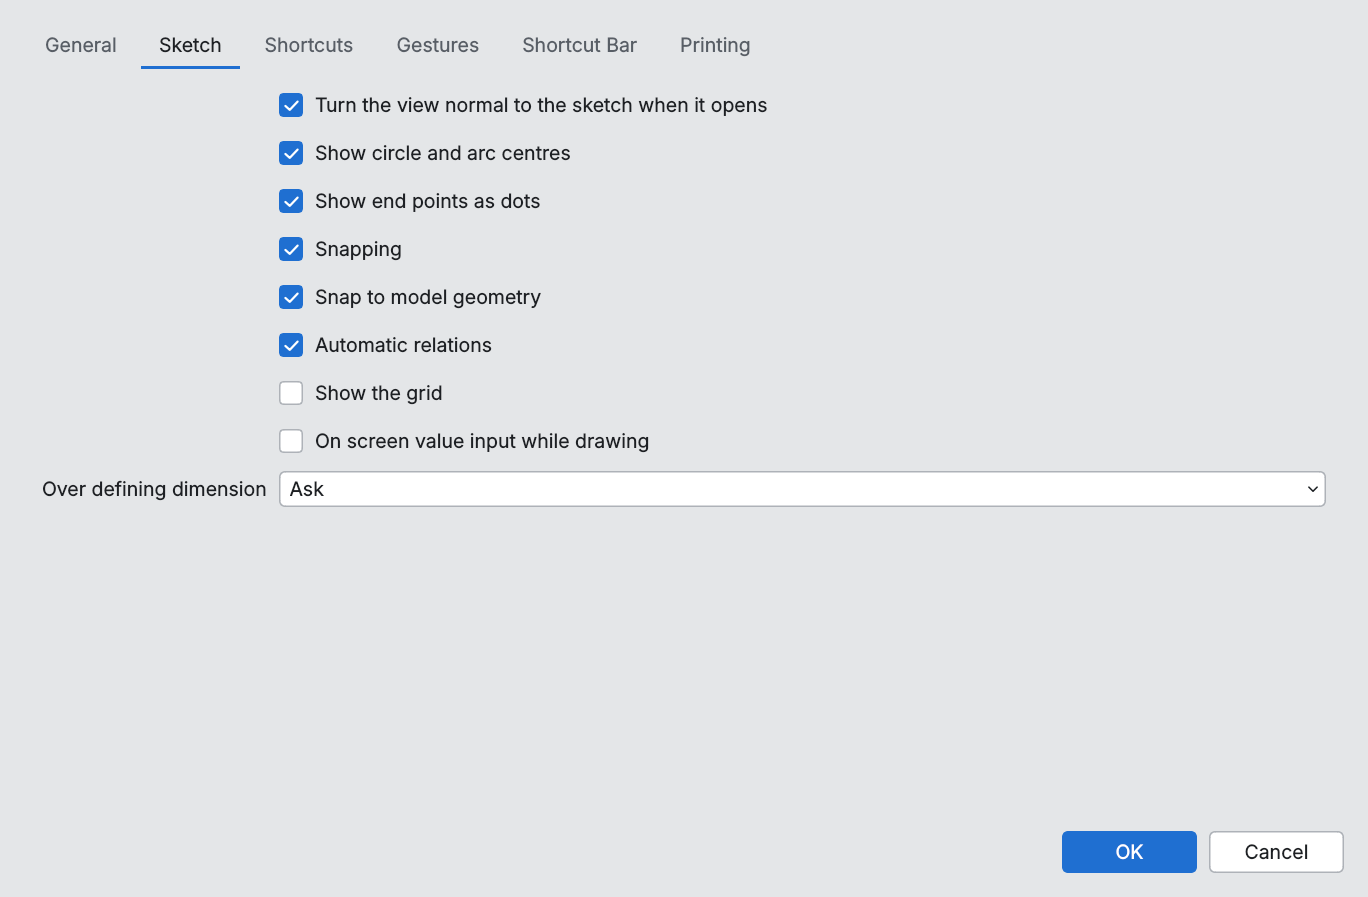 General Sketch Shortcuts Gestures Shortcut Bar Printing
Turn the view normal to the sketch when it opens
Show circle and arc centres
Show end points as dots
Snapping
Snap to model geometry
Automatic relations
Show the grid
On screen value input while drawing
Over defining dimension Ask
OK Cancel